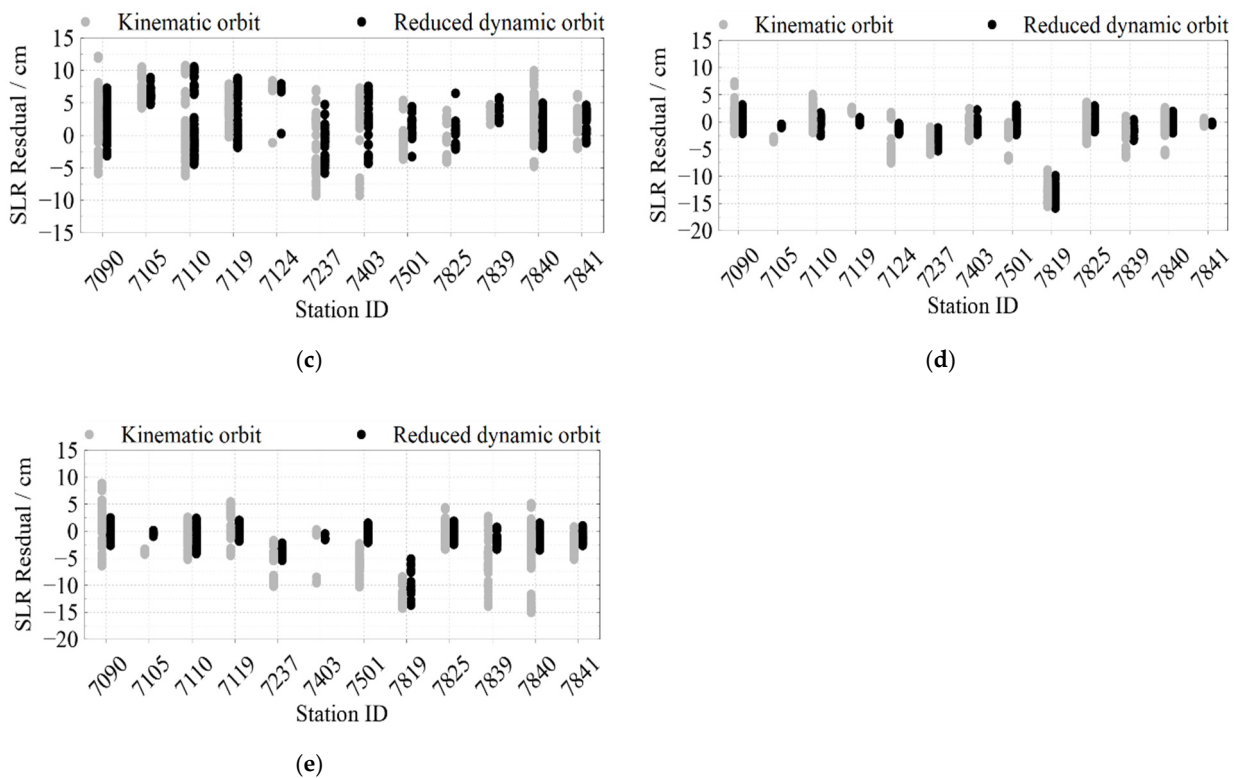 Kinematic orbit Reduced dynamic orbit
SLR Resdual / cm
15
10
5
0
−5
−10
−15
7090 7105 7110 7119 7124 7237 7403 7501 7825 7839 7840 7841
Station ID
(c)
Kinematic orbit Reduced dynamic orbit
SLR Resdual / cm
15
10
5
0
−5
−10
−15
−20
7090 7105 7110 7119 7124 7237 7403 7501 7819 7825 7839 7840 7841
Station ID
(d)
Kinematic orbit Reduced dynamic orbit
SLR Resdual / cm
15
10
5
0
−5
−10
−15
−20
7090 7105 7110 7119 7237 7403 7501 7819 7825 7839 7840 7841
Station ID
(e)